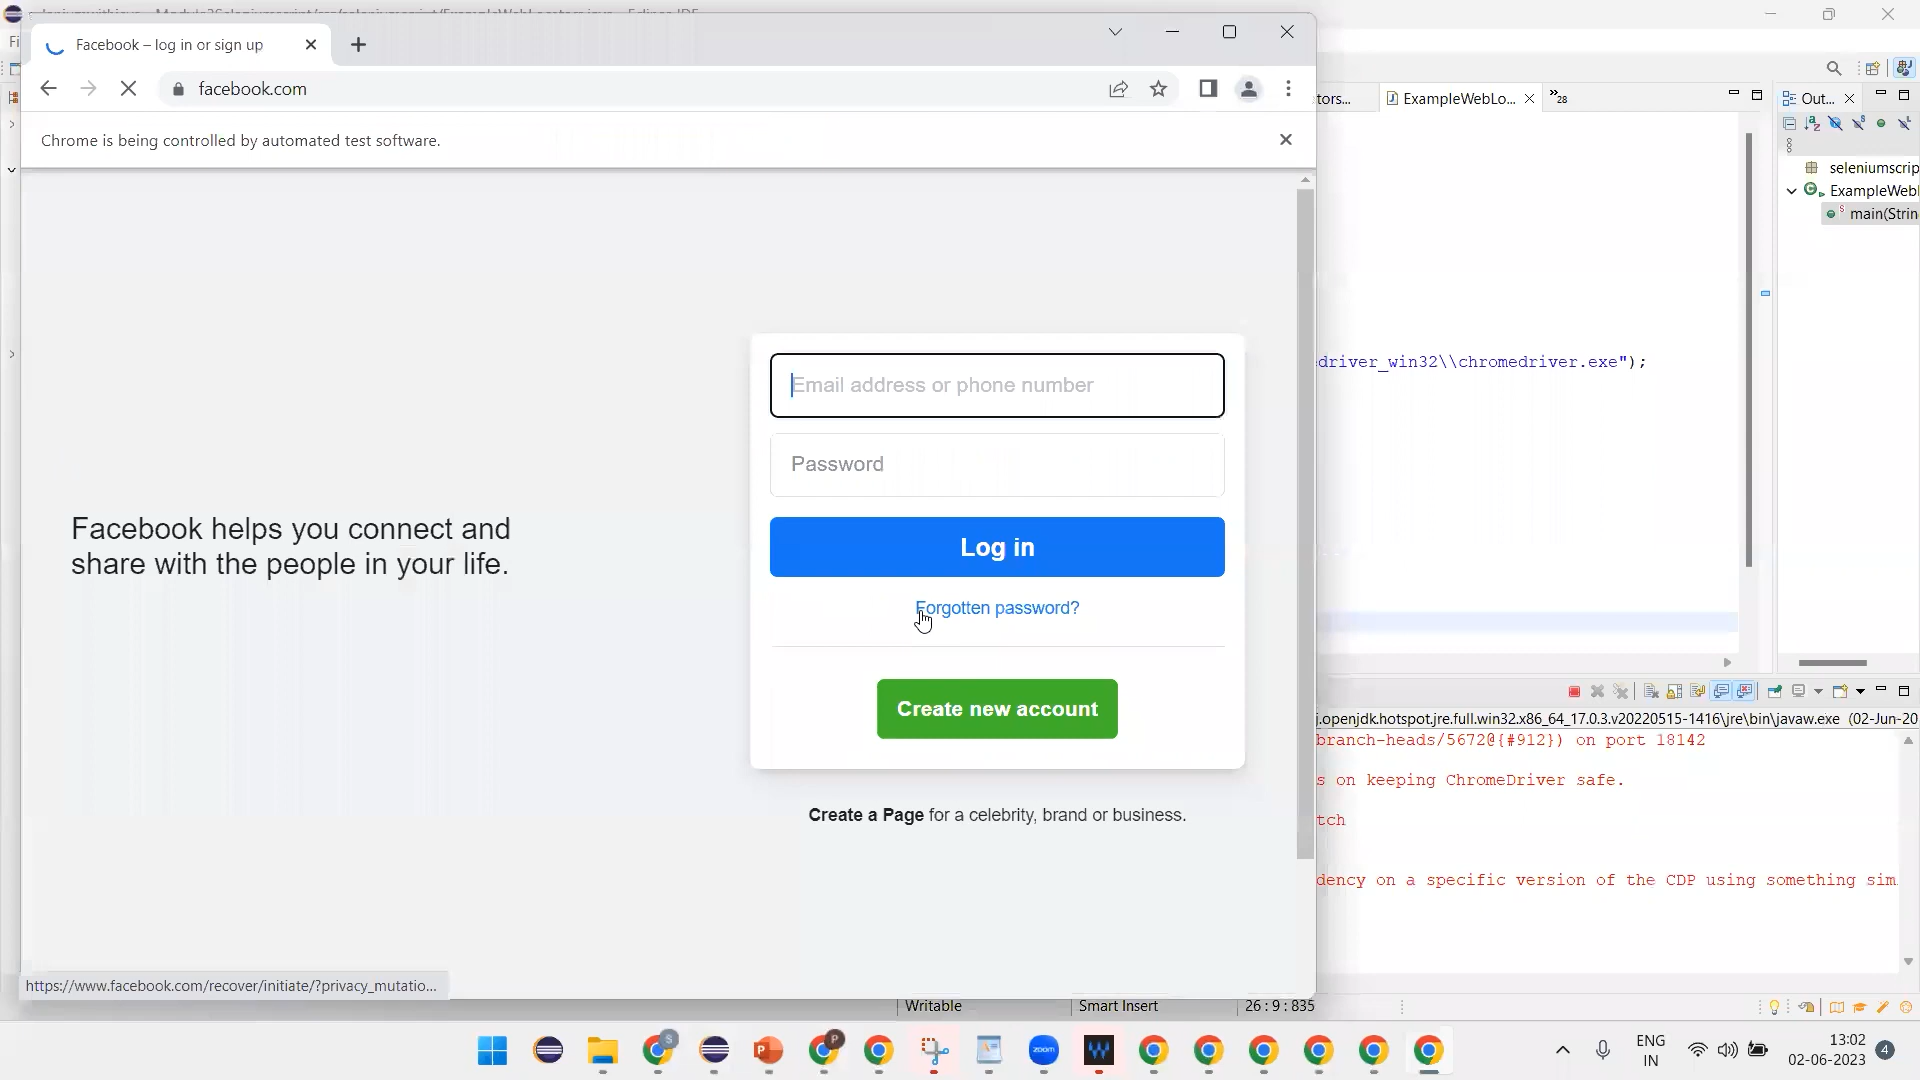 Facebook – log in or sign up
facebook.com
Chrome is being controlled by automated test software.
Email address or phone number
Password
Log in
Forgotten password?
Create new account
Create a Page for a celebrity, brand or business.
Facebook helps you connect and
share with the people in your life.
https://www.facebook.com/recover/initiate/?privacy_mutatio...
tors...
ExampleWebLo...
28
Out...
seleniumscrip
ExampleWebl
main(Strin
driver_win32\\chromedriver.exe");
j.openjdk.hotspot.jre.full.win32.x86_64_17.0.3.v20220515-1416\jre\bin\javaw.exe (02-Jun-20
branch-heads/5672@{#912}) on port 18142
s on keeping ChromeDriver safe.
tch
dency on a specific version of the CDP using something sim
Writable
Smart Insert
26 : 9 : 835
S
P
zoom
W
ENG
IN
13:02
02-06-2023
4